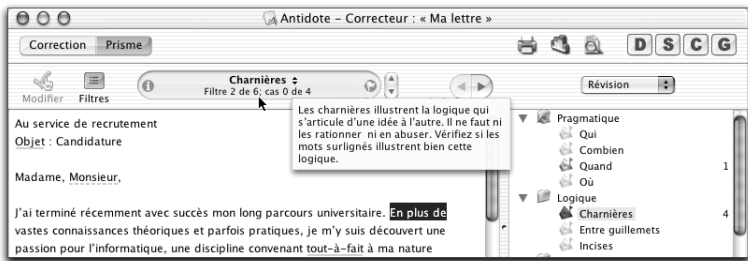 Antidote – Correcteur : « Ma lettre »
Correction Prisme
D S C G
Modifier Filtres
Charnières
Filtre 2 de 6; cas 0 de 4
Révision
Les charnières illustrent la logique qui
s'articule d'une idée à l'autre. Il ne faut ni
les rationner ni en abuser. Vérifiez si les
mots surlignés illustrent bien cette
logique.
Au service de recrutement
Objet : Candidature
Madame, Monsieur,
J'ai terminé récemment avec succès mon long parcours universitaire. En plus de
vastes connaissances théoriques et parfois pratiques, je m'y suis découvert une
passion pour l'informatique, une discipline convenant tout-à-fait à ma nature
Pragmatique
Qui
Combien
Quand 1
Où
Logique
Charnières 4
Entre guillemets
Incises